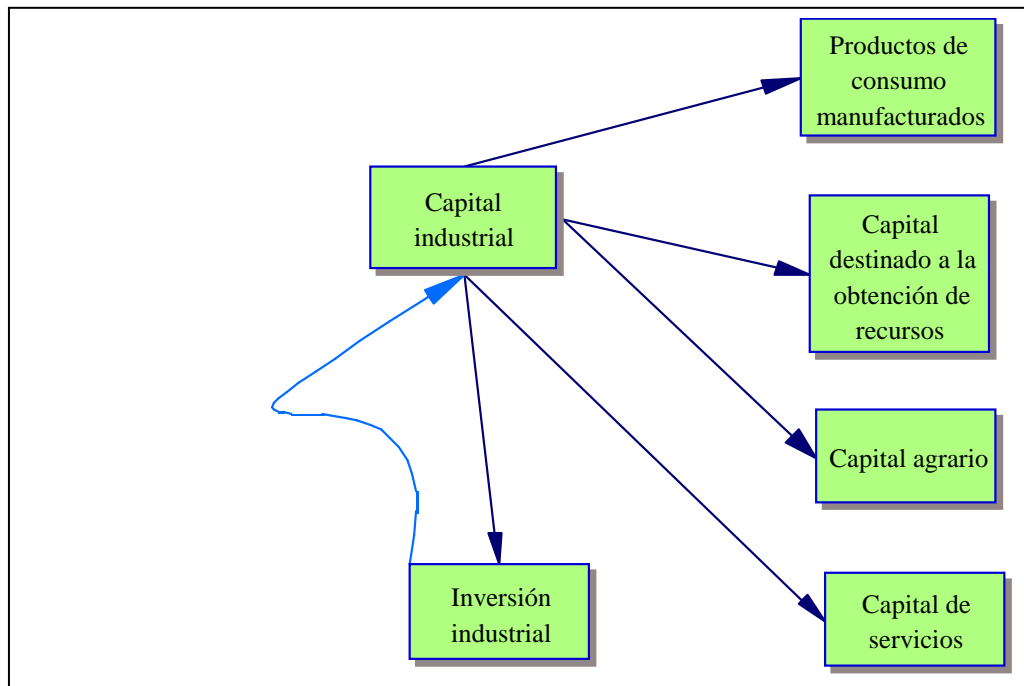 Productos de
consumo
manufacturados
Capital
industrial
Capital
destinado a la
obtención de
recursos
Capital agrario
Inversión
industrial
Capital de
servicios